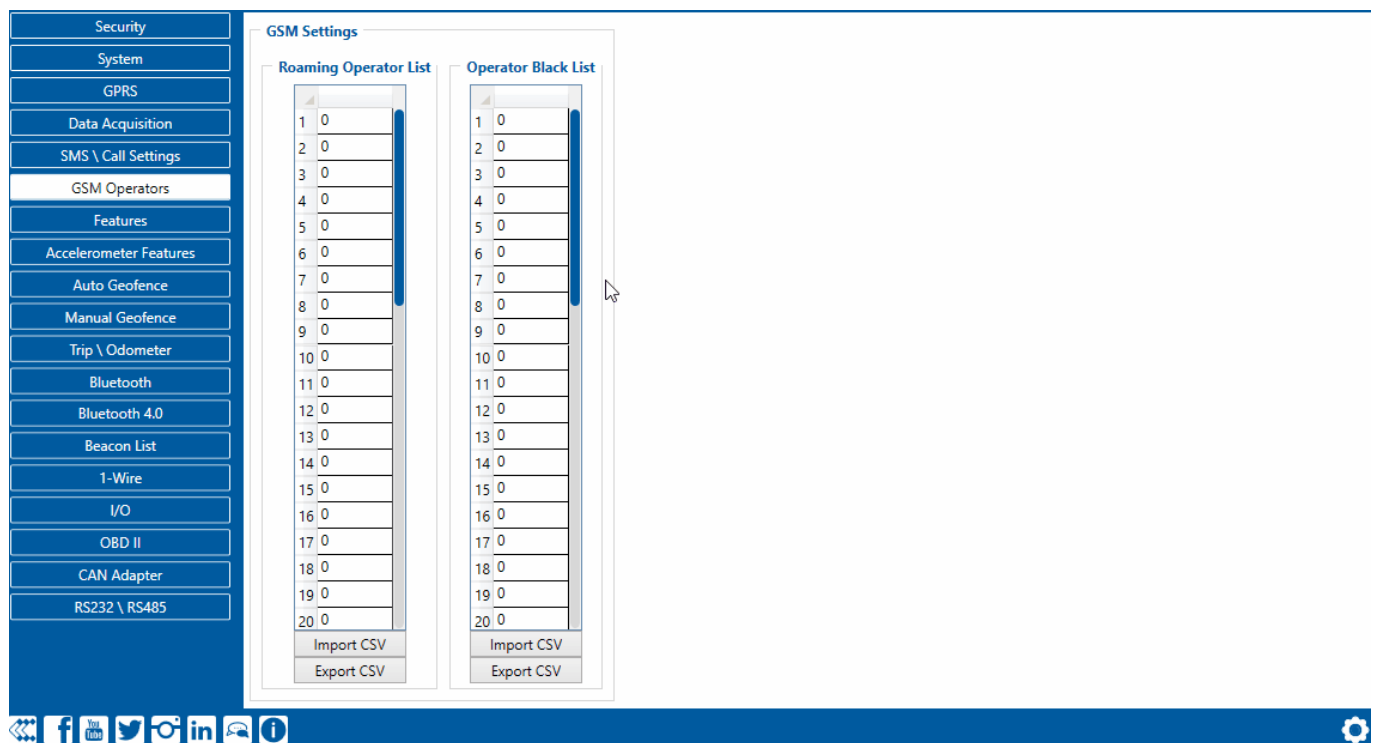 Security
System
GPRS
Data Acquisition
SMS \ Call Settings
GSM Operators
Features
Accelerometer Features
Auto Geofence
Manual Geofence
Trip \ Odometer
Bluetooth
Bluetooth 4.0
Beacon List
1-Wire
I/O
OBD II
CAN Adapter
RS232 \ RS485
GSM Settings
Roaming Operator List
1 0
2 0
3 0
4 0
5 0
6 0
7 0
8 0
9 0
10 0
11 0
12 0
13 0
14 0
15 0
16 0
17 0
18 0
19 0
20 0
Import CSV
Export CSV
Operator Black List
1 0
2 0
3 0
4 0
5 0
6 0
7 0
8 0
9 0
10 0
11 0
12 0
13 0
14 0
15 0
16 0
17 0
18 0
19 0
20 0
Import CSV
Export CSV
f
You
Tube
in
i